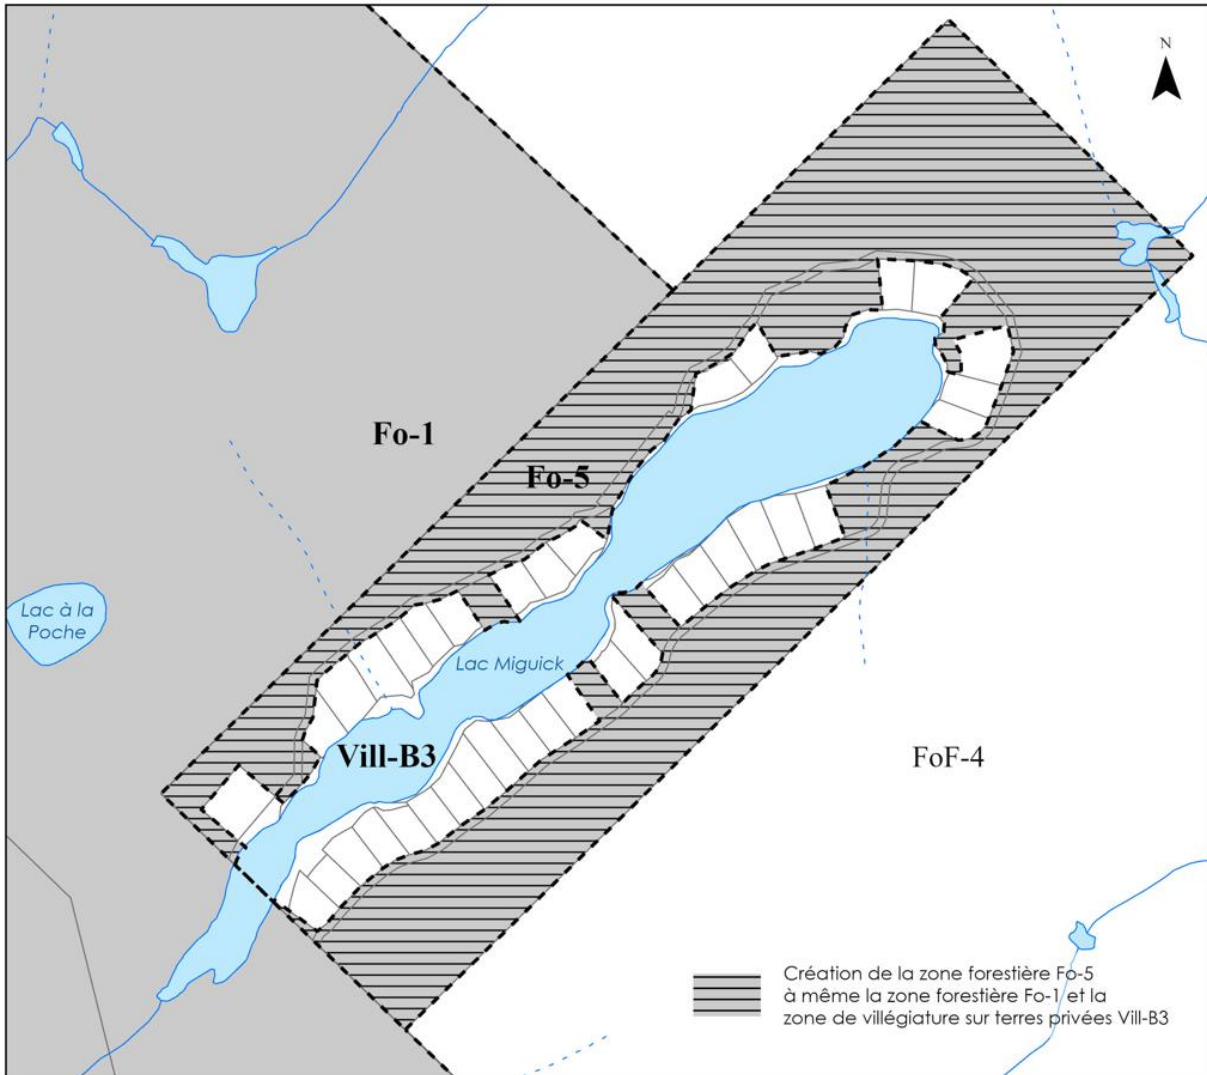 N
Fo-1
Fo-5
Lac à la
Poche
Lac Miguick
Vill-B3
FoF-4
Création de la zone forestière Fo-5
à même la zone forestière Fo-1 et la
zone de villégiature sur terres privées Vill-B3